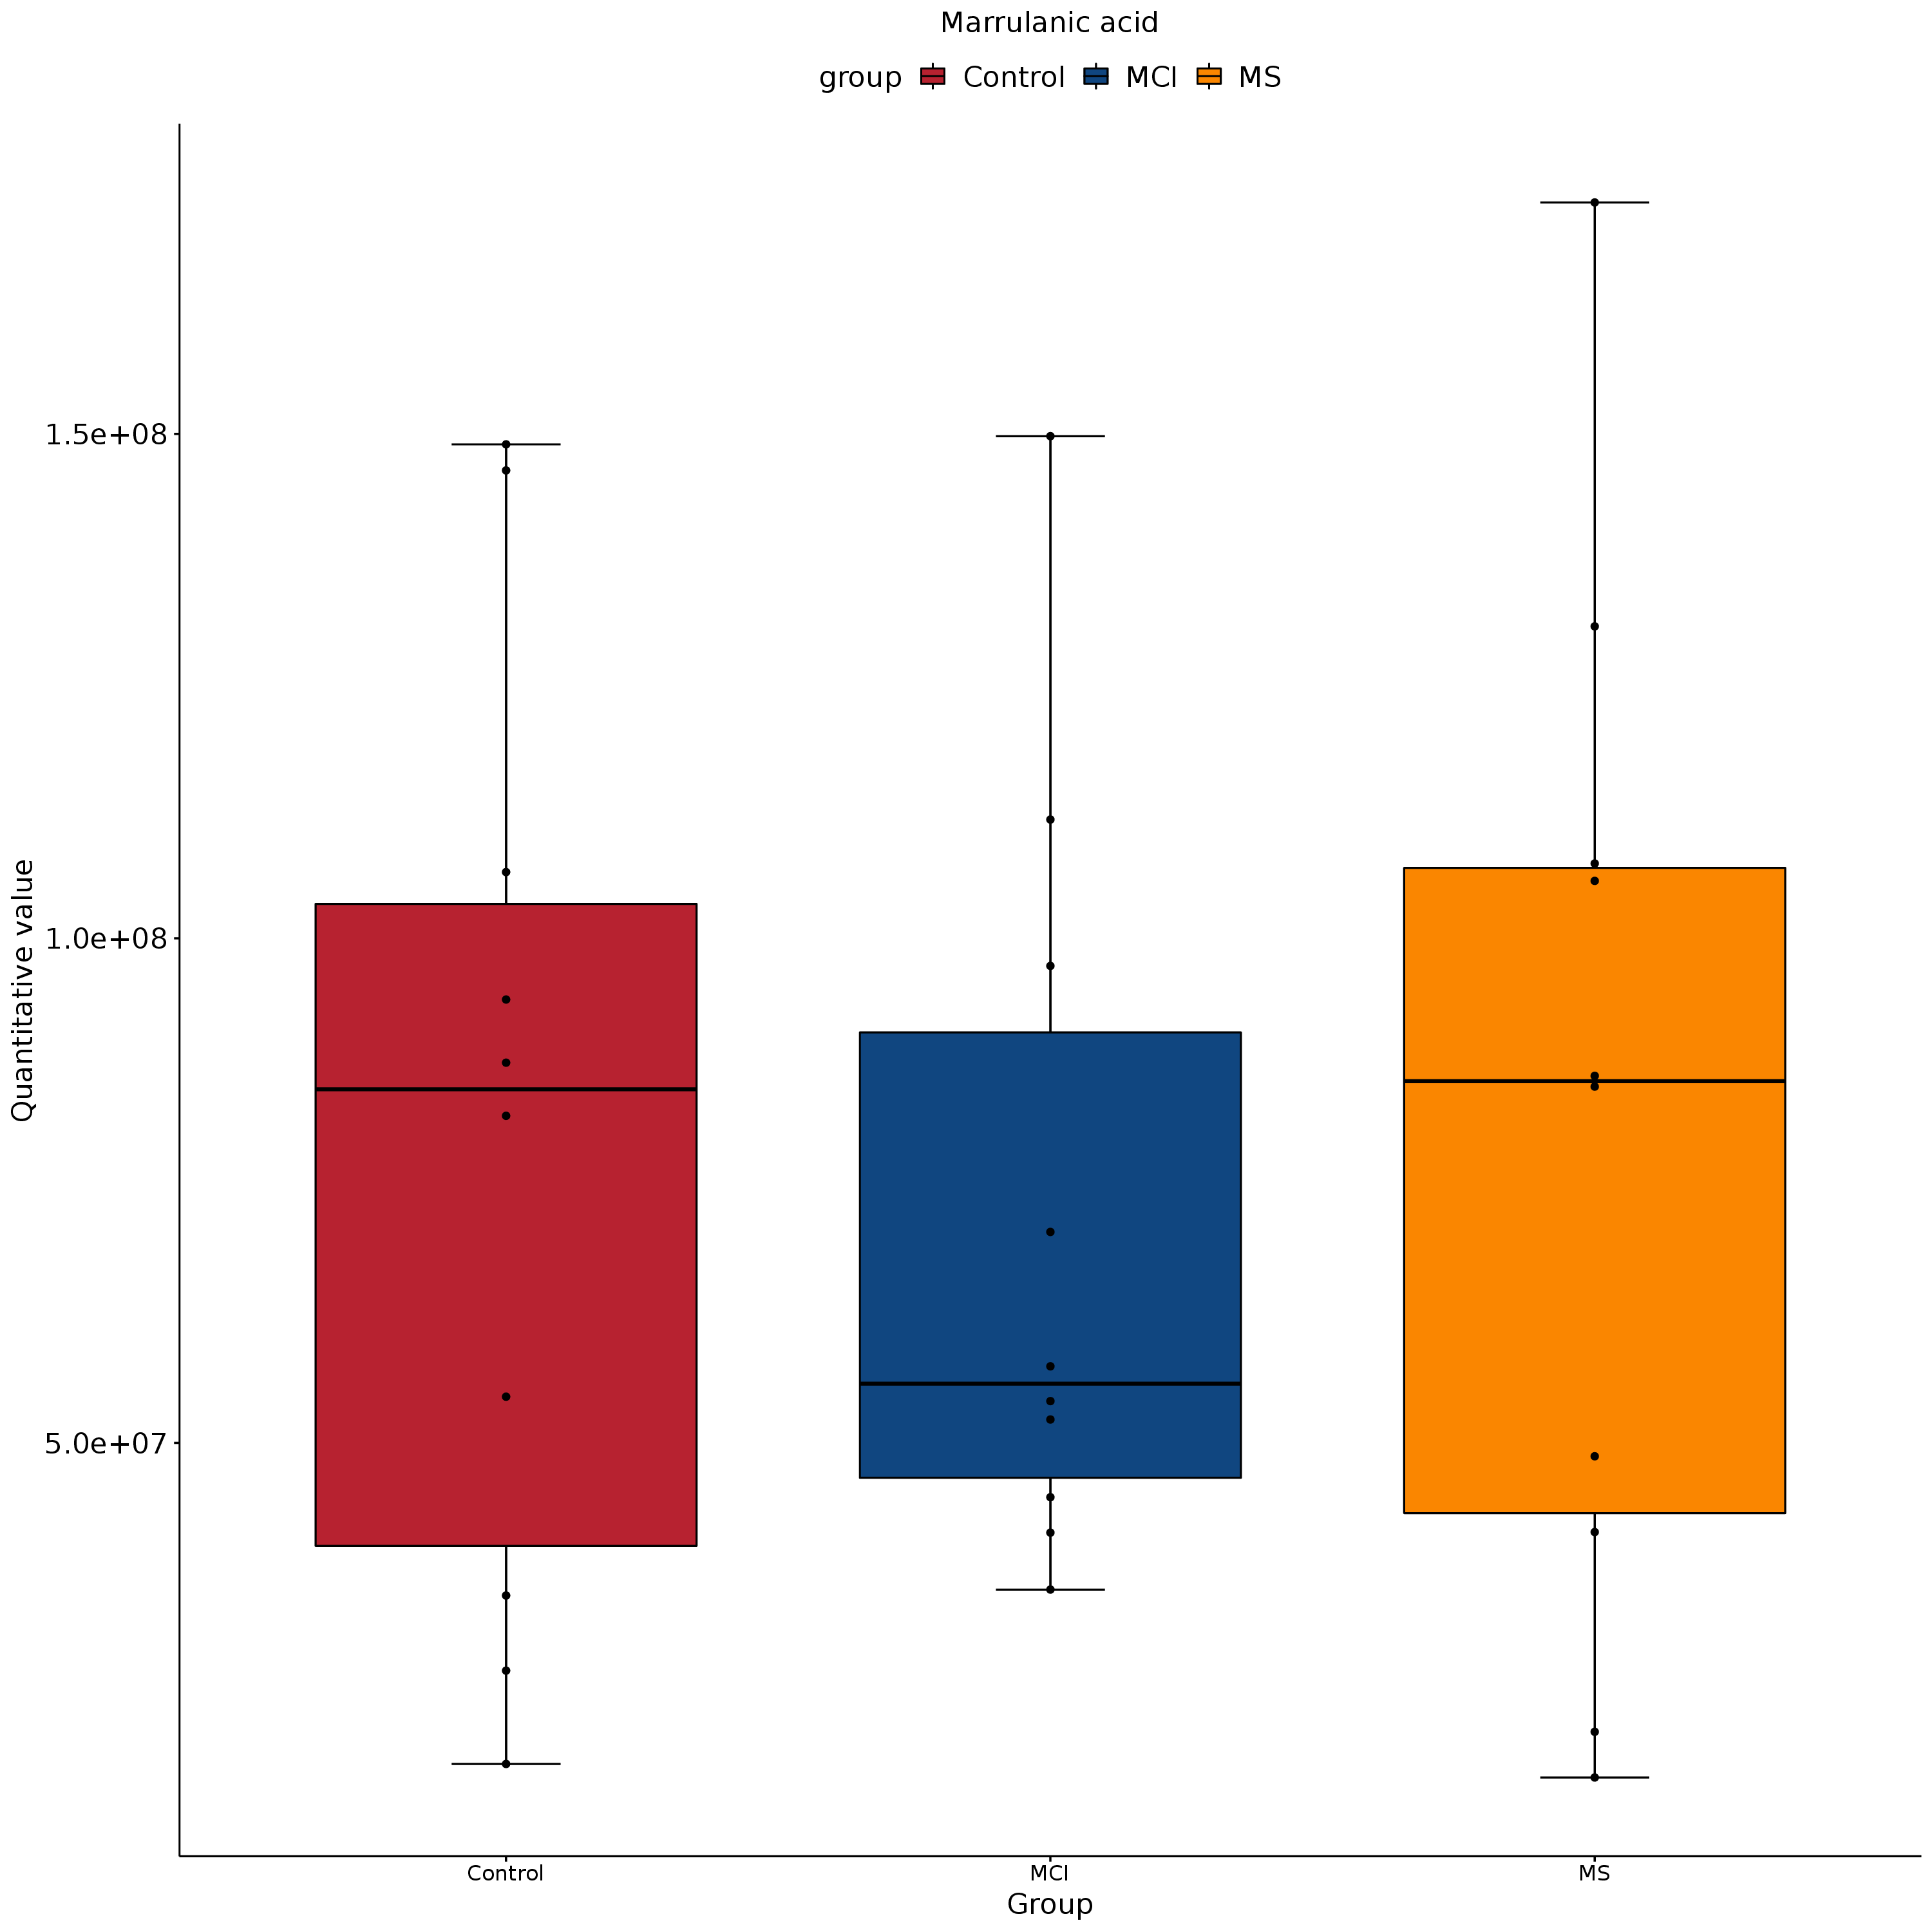 Marrulanic acid
group Control MCI MS
1.5e+08
1.0e+08
5.0e+07
Quantitative value
Control MCI MS
Group